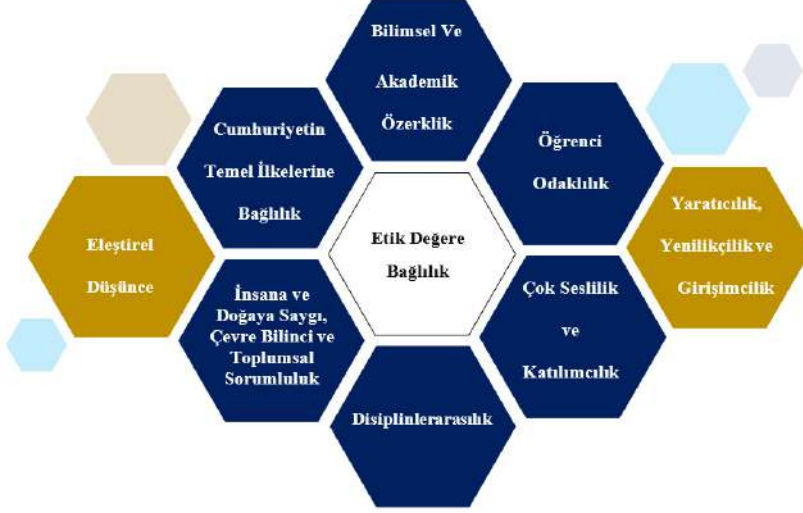 Bilimsel Ve
Akademik
Özerklik
Cumhuriyetin
Temel İlkelerine
Bağlılık
Öğrenci
Odaklılık
Eleştirel
Düşünce
Etik Değere
Bağlılık
Yaratıcılık,
Yenilikçilik ve
Girişimcilik
İnsana ve
Doğaya Saygı,
Çevre Bilinci ve
Toplumsal
Sorumluluk
Çok Seslilik
ve
Katılımcılık
Disiplinlerarasılık